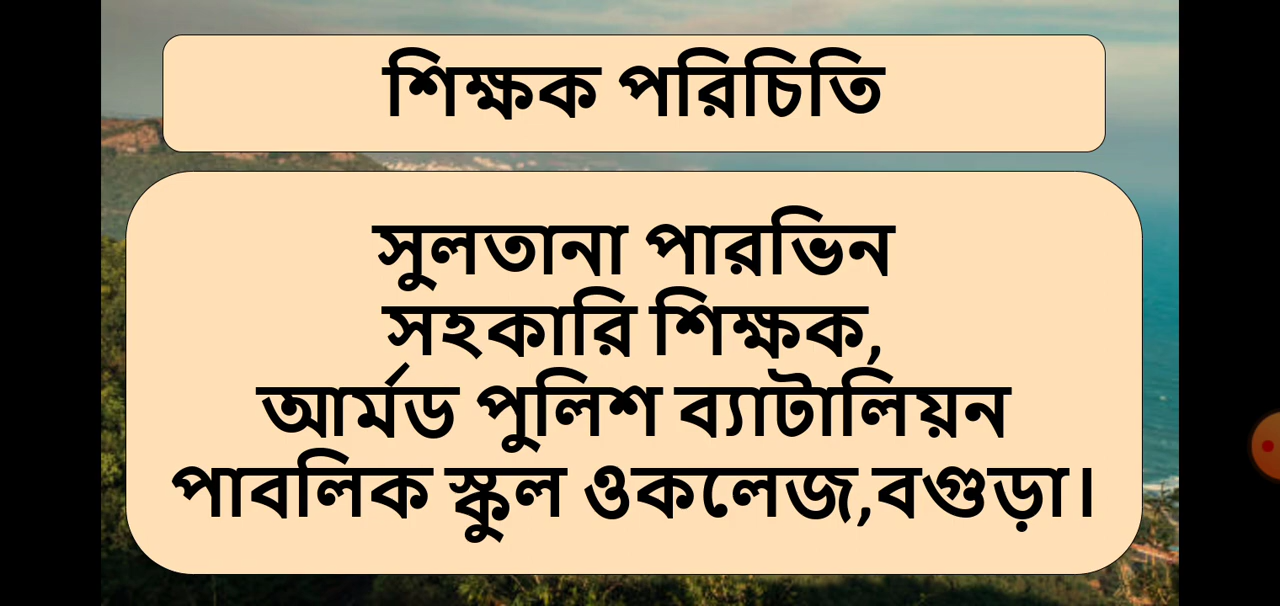 শিক্ষক পরিচিতি
সুলতানা পারভিন
সহকারি শিক্ষক,
আর্মড পুলিশ ব্যাটালিয়ন
পাবলিক স্কুল ওকলেজ,বগুড়া।